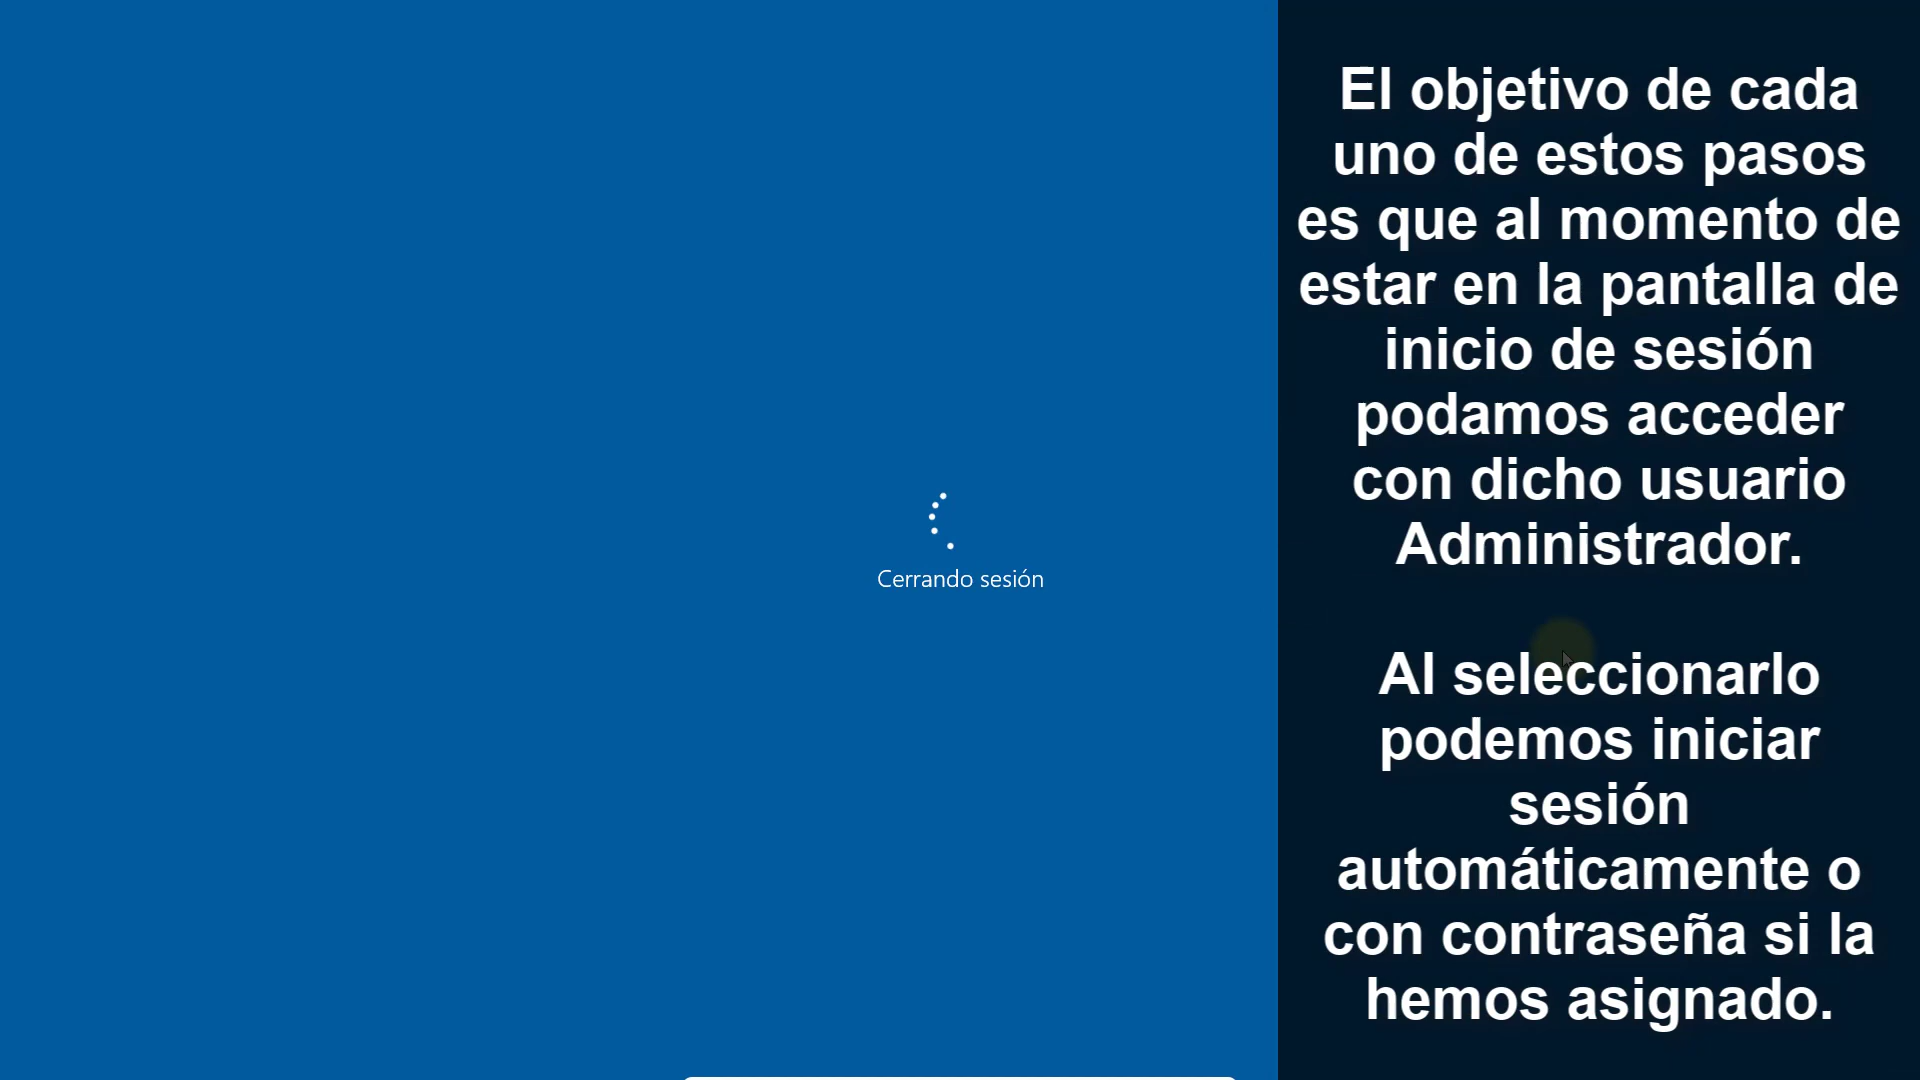 Cerrando sesión
El objetivo de cada
uno de estos pasos
es que al momento de
estar en la pantalla de
inicio de sesión
podamos acceder
con dicho usuario
Administrador.
Al seleccionarlo
podemos iniciar
sesión
automáticamente o
con contraseña si la
hemos asignado.